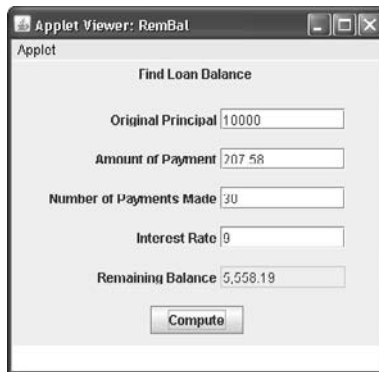 Applet Viewer: RemBal
Applet
Find Loan Balance
Original Principal 10000
Amount of Payment 207.58
Number of Payments Made 30
Interest Rate 9
Remaining Balance 5,558.19
Compute